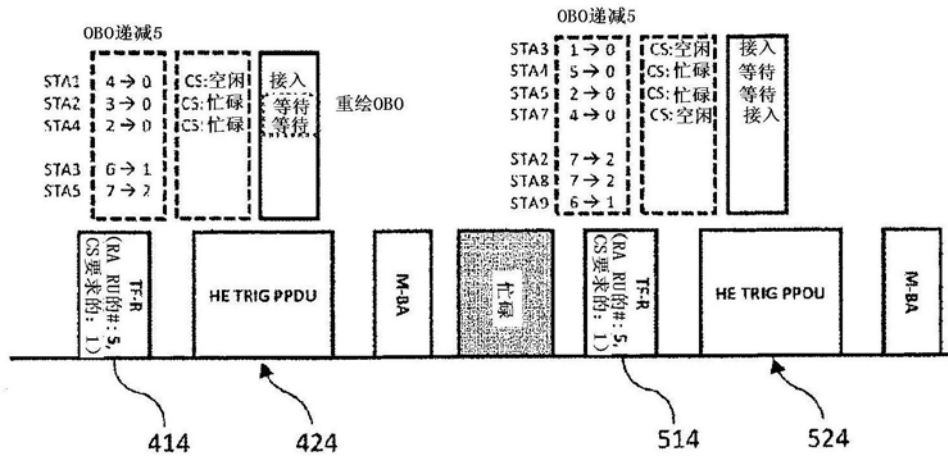 OBO递减5
STA1 4→0 CS:空闲 接入
STA2 3→0 CS:忙碌 等待 重绘OBO
STA4 2→0 CS:忙碌 等待
STA3 6→1
STA5 7→2
OBO递减5
STA3 1→0 CS:空闲 接入
STA1 5→0 CS:忙碌 等待
STA5 2→0 CS:忙碌 等待
STA7 4→0 CS:空闲 接入
STA2 7→2
STA8 7→2
STA9 6→1
TF-R
(RA RU的#:5,
CS要求的:1)
HE TRIG PPDU
M-BA
忙碌
TF-R
(RA RU的#:5,
CS要求的:1)
HE TRIG PPOU
M-BA
414
424
514
524